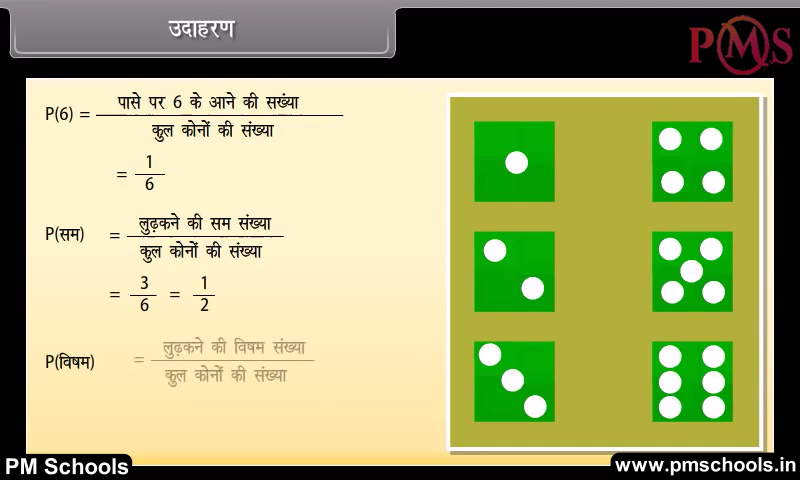 उदाहरण
PMS
P(6) = पासे पर 6 के आने की सख्ंया
कुल कोनों की संख्या
= 1
6
P(सम) = लुढ़कने की सम संख्या
कुल कोनों की संख्या
= 3 = 1
6 2
P(विषम) = लुढ़कने की विषम संख्या
कुल कोनों की संख्या
PM Schools
www.pmschools.in